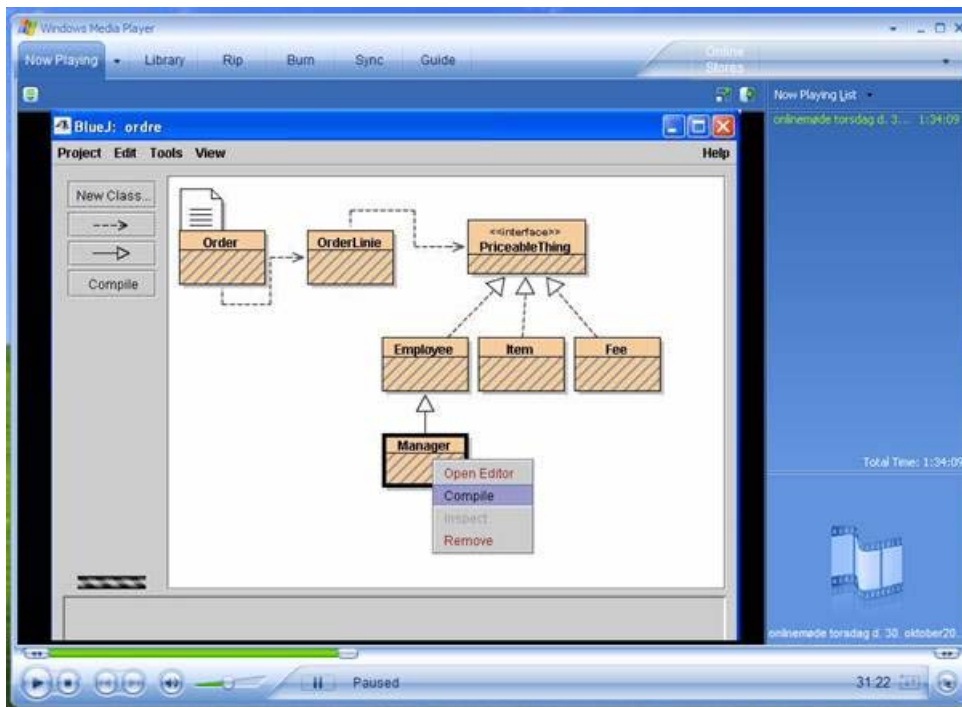 Windows Media Player
Now Playing Library Rip Burn Sync Guide
Online
Stores
Now Playing List
onlinemøde torsdag d. 3... 1:34:09
BlueJ: ordre
Project Edit Tools View Help
New Class...
Compile
Order
OrderLinie
<<interface>>
PriceableThing
Employee
Item
Fee
Manager
Open Editor
Compile
Inspect
Remove
Total Time: 1:34:09
onlinemøde torsdag d. 30. oktober20...
Paused
31:22